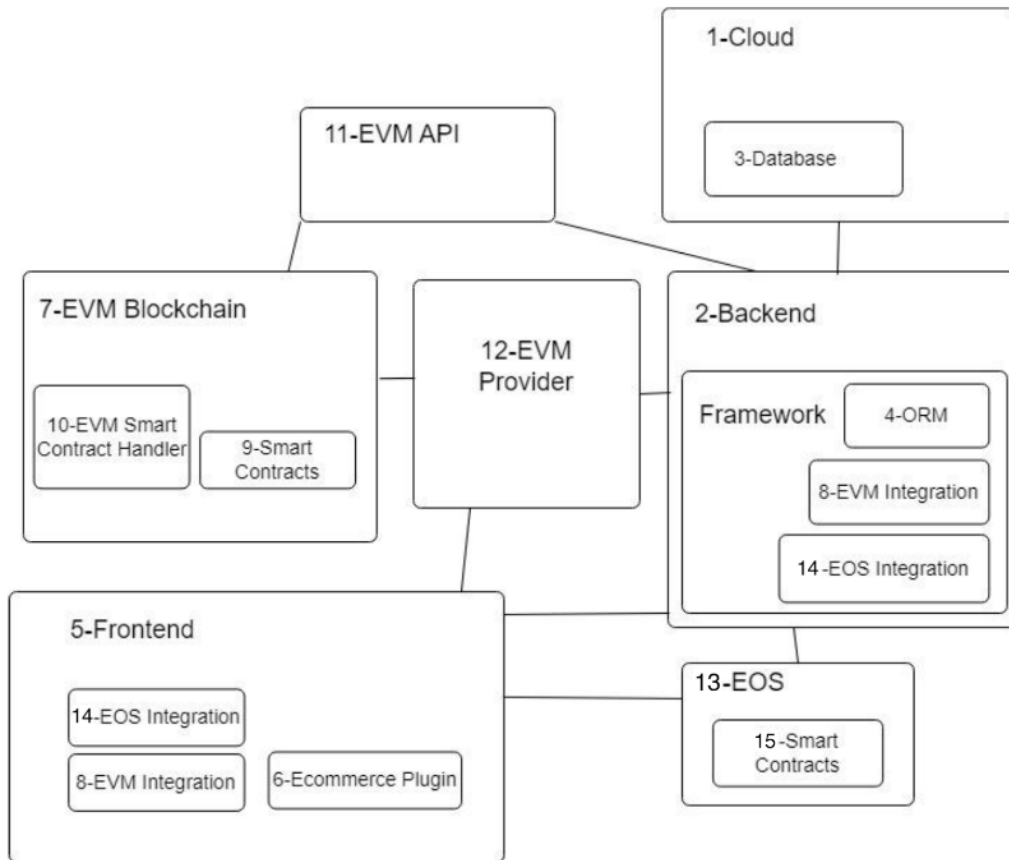 1-Cloud
3-Database
11-EVM API
7-EVM Blockchain
10-EVM Smart
Contract Handler
9-Smart
Contracts
12-EVM
Provider
2-Backend
Framework
4-ORM
8-EVM Integration
14-EOS Integration
5-Frontend
14-EOS Integration
8-EVM Integration
6-Ecommerce Plugin
13-EOS
15-Smart
Contracts